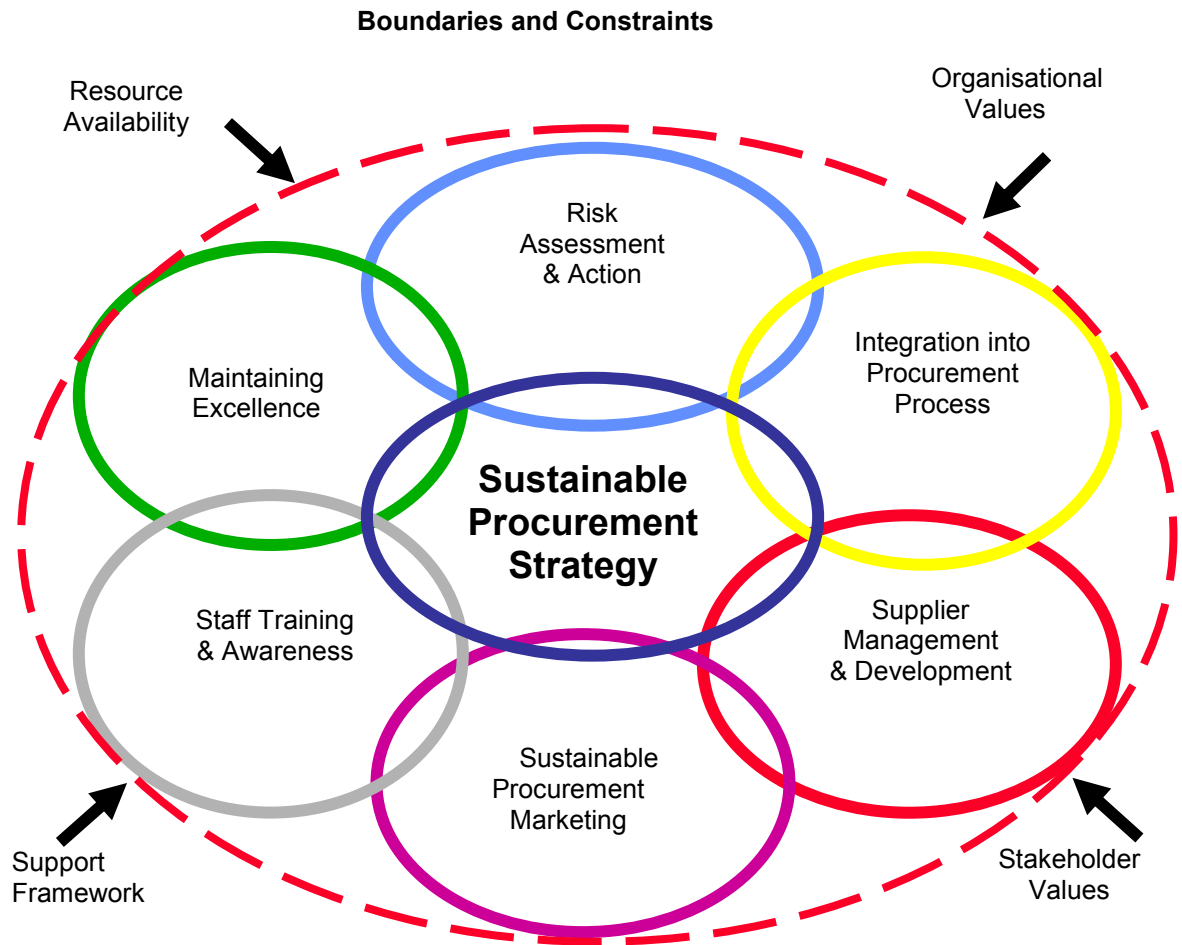 Boundaries and Constraints
Resource
Availability
Organisational
Values
Risk
Assessment
& Action
Integration into
Procurement
Process
Maintaining
Excellence
Sustainable
Procurement
Strategy
Staff Training
& Awareness
Supplier
Management
& Development
Sustainable
Procurement
Marketing
Support
Framework
Stakeholder
Values